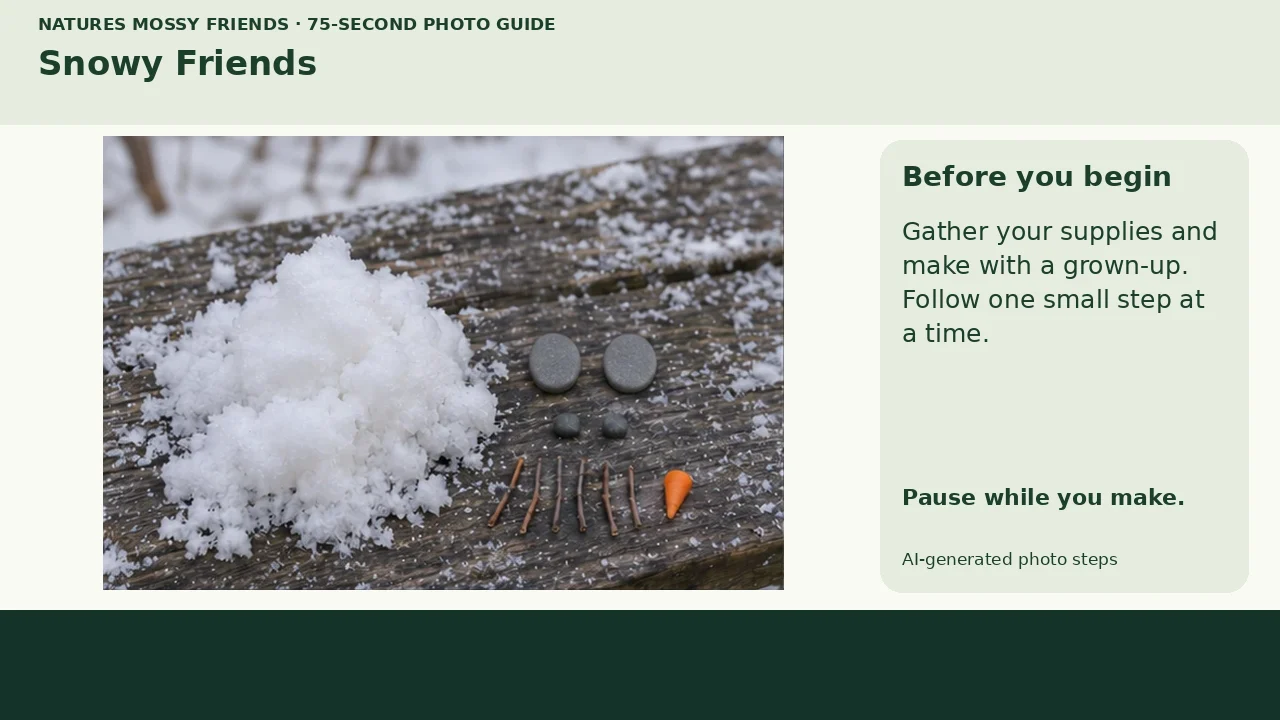 NATURES MOSSY FRIENDS · 75-SECOND PHOTO GUIDE
Snowy Friends
Before you begin
Gather your supplies and
make with a grown-up.
Follow one small step at
a time.
Pause while you make.
AI-generated photo steps